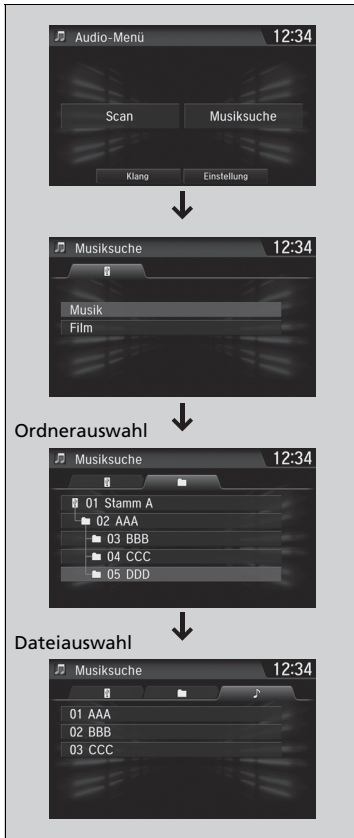 Audio-Menü 12:34
Scan Musiksuche
Klang Einstellung
Musiksuche 12:34
Musik
Film
Ordnerauswahl
Musiksuche 12:34
01 Stamm A
02 AAA
03 BBB
04 CCC
05 DDD
Dateiauswahl
Musiksuche 12:34
01 AAA
02 BBB
03 CCC